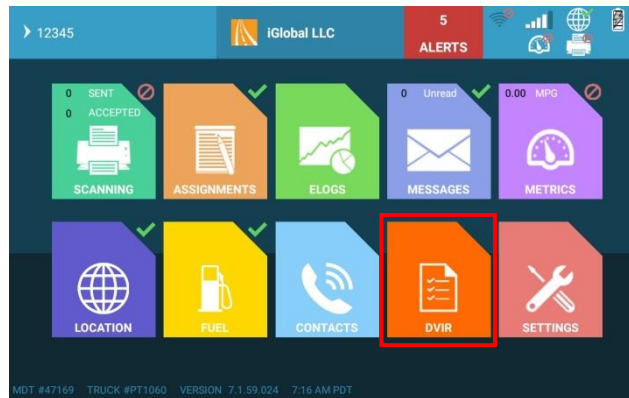 12345
iGlobal LLC
5
ALERTS
0 SENT
0 ACCEPTED
SCANNING
ASSIGNMENTS
ELOGS
0 Unread
MESSAGES
0.00 MPG
METRICS
LOCATION
FUEL
CONTACTS
DVIR
SETTINGS
MDT #47169 TRUCK #PT1060 VERSION 7.1.59.024 7:16 AM PDT